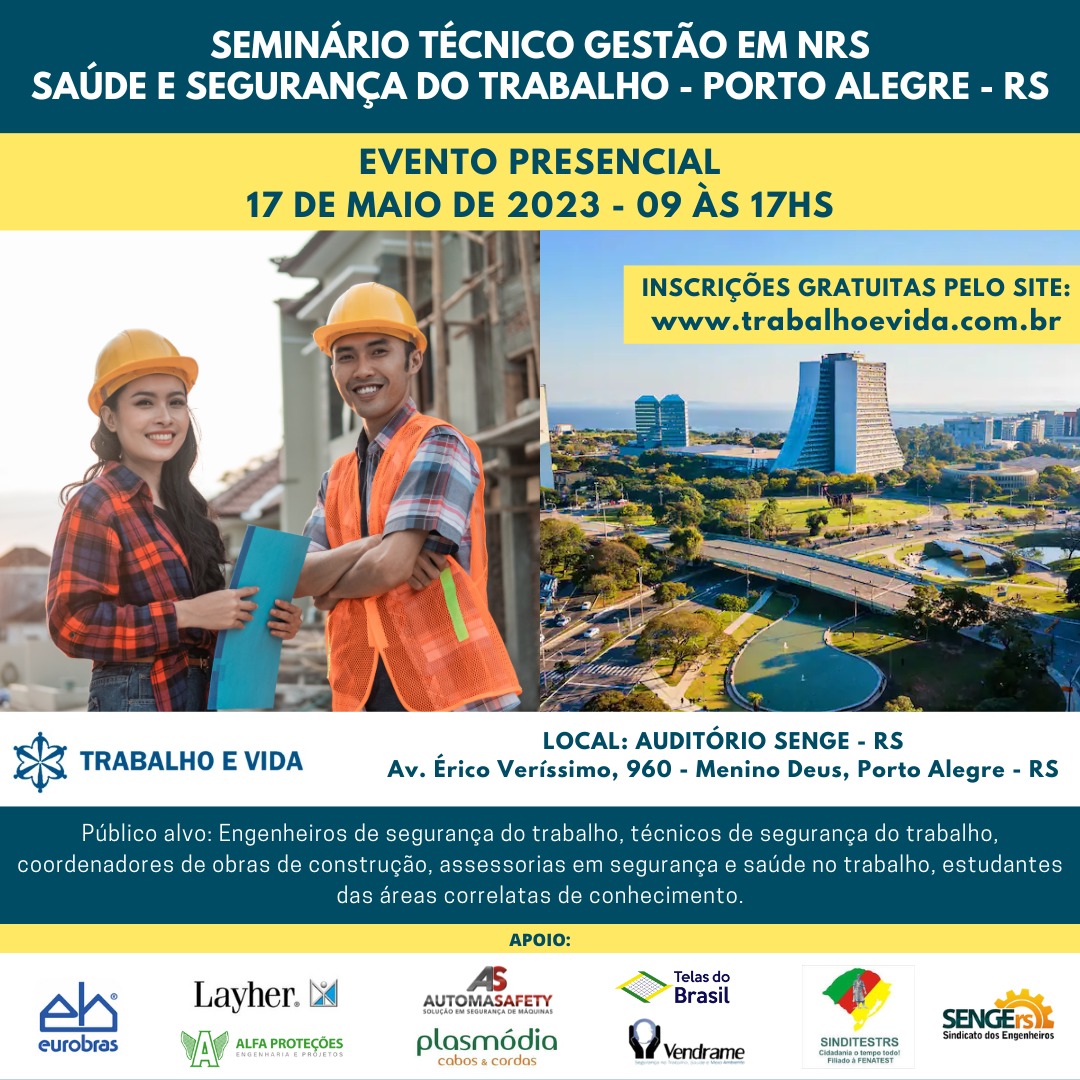 SEMINÁRIO TÉCNICO GESTÃO EM NRS
SAÚDE E SEGURANÇA DO TRABALHO - PORTO ALEGRE - RS
EVENTO PRESENCIAL
17 DE MAIO DE 2023 - 09 ÀS 17HS
INSCRIÇÕES GRATUITAS PELO SITE:
www.trabalhoevida.com.br
TRABALHO E VIDA
LOCAL: AUDITÓRIO SENGE - RS
Av. Érico Veríssimo, 960 - Menino Deus, Porto Alegre - RS
Público alvo: Engenheiros de segurança do trabalho, técnicos de segurança do trabalho,
coordenadores de obras de construção, assessorias em segurança e saúde no trabalho, estudantes
das áreas correlatas de conhecimento.
APOIO:
eurobras
Layher.
ALFA PROTEÇÕES
ENGENHARIA E PROJETOS
AS
AUTOMASAFETY
SOLUÇÃO EM SEGURANÇA DE MÁQUINAS
plasmódia
cabos & cordas
Telas do
Brasil
Vendrame
SINDITESTRS
Cidadania o tempo todo!
Filiado à FENATEST
SENGE rs
Sindicato dos Engenheiros